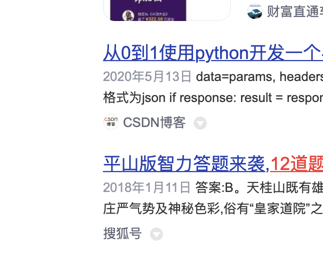 财富直通车
从0到1使用python开发一个
2020年5月13日 data=params, headers
格式为json if response: result = respor
CSDN博客
平山版智力答题来袭,12道题
2018年1月11日 答案:B。天桂山既有雄
庄严气势及神秘色彩,俗有“皇家道院”之
搜狐号